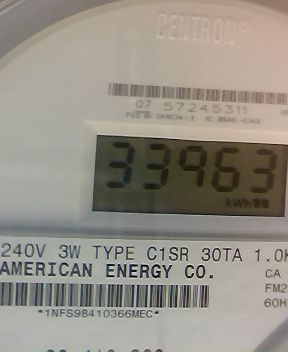 CENTRON®
07 57245311
33963
kWh
240V 3W TYPE C1SR 30TA 1.0K
AMERICAN ENERGY CO.
CA
FM2
60H
*1NFS98410366MEC*